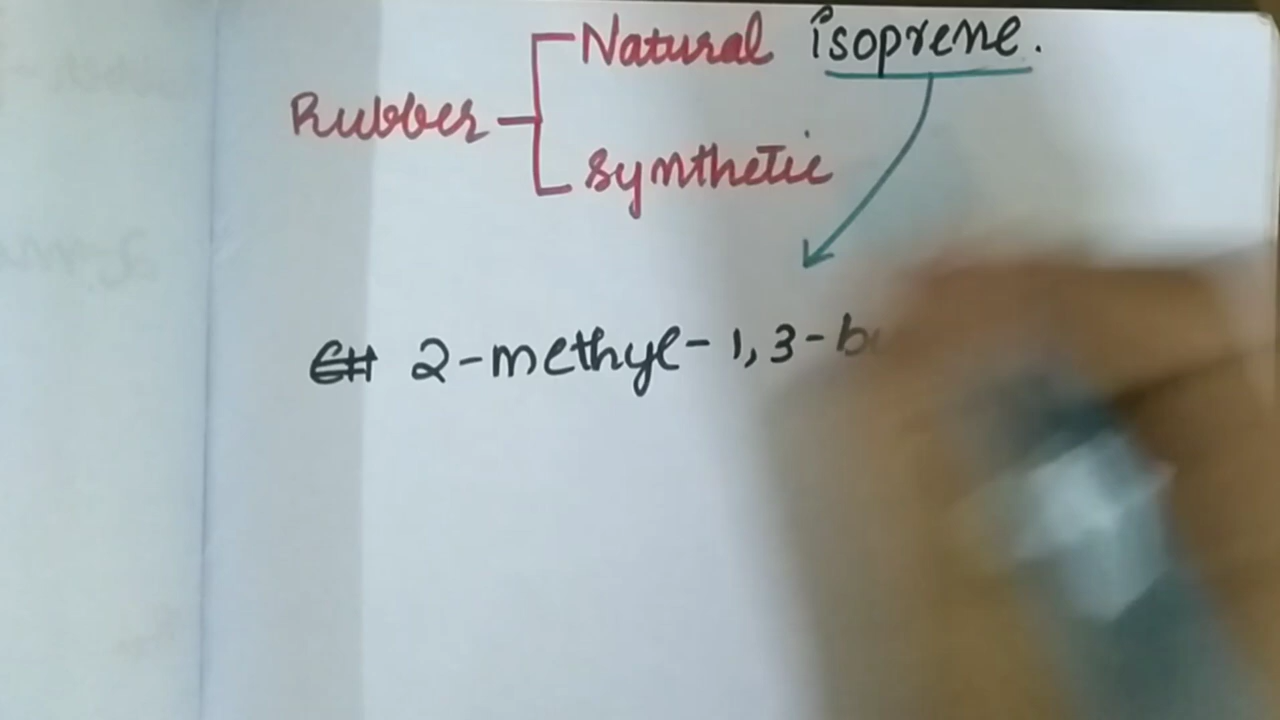 Natural isoprene.
Rubber
Synthetic
2-methyl-1,3-b